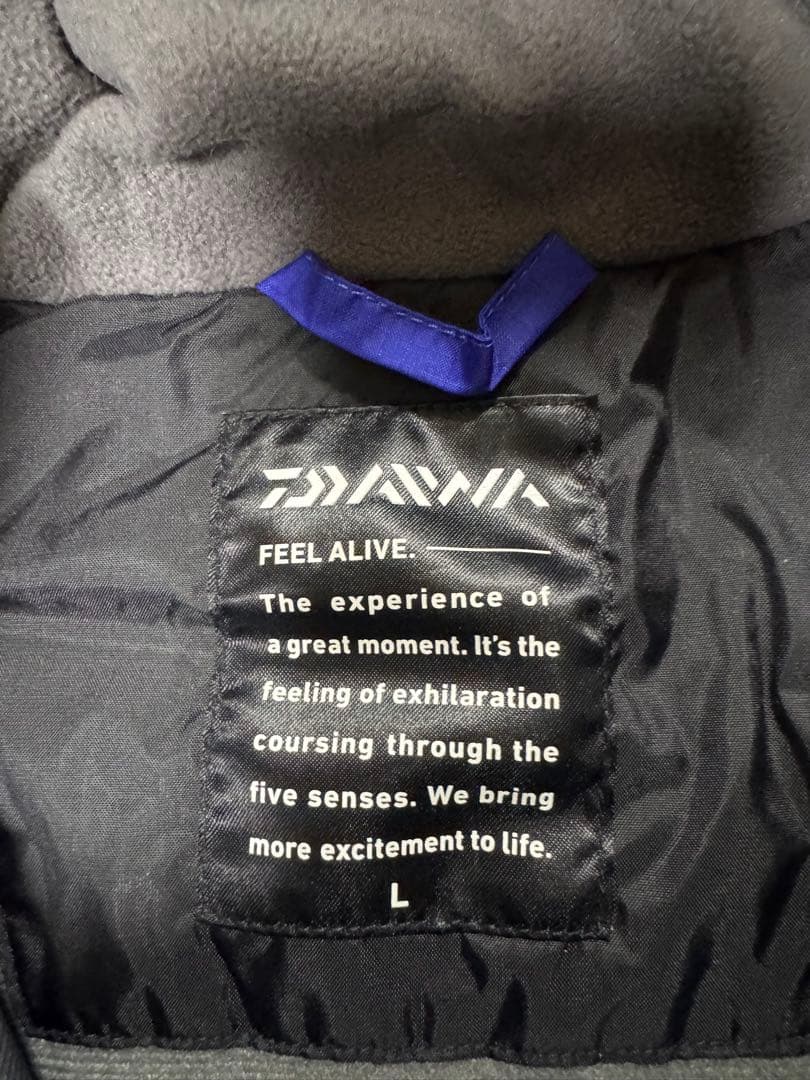 DAIWA
FEEL ALIVE.
The experience of
a great moment. It's the
feeling of exhilaration
coursing through the
five senses. We bring
more excitement to life.
L